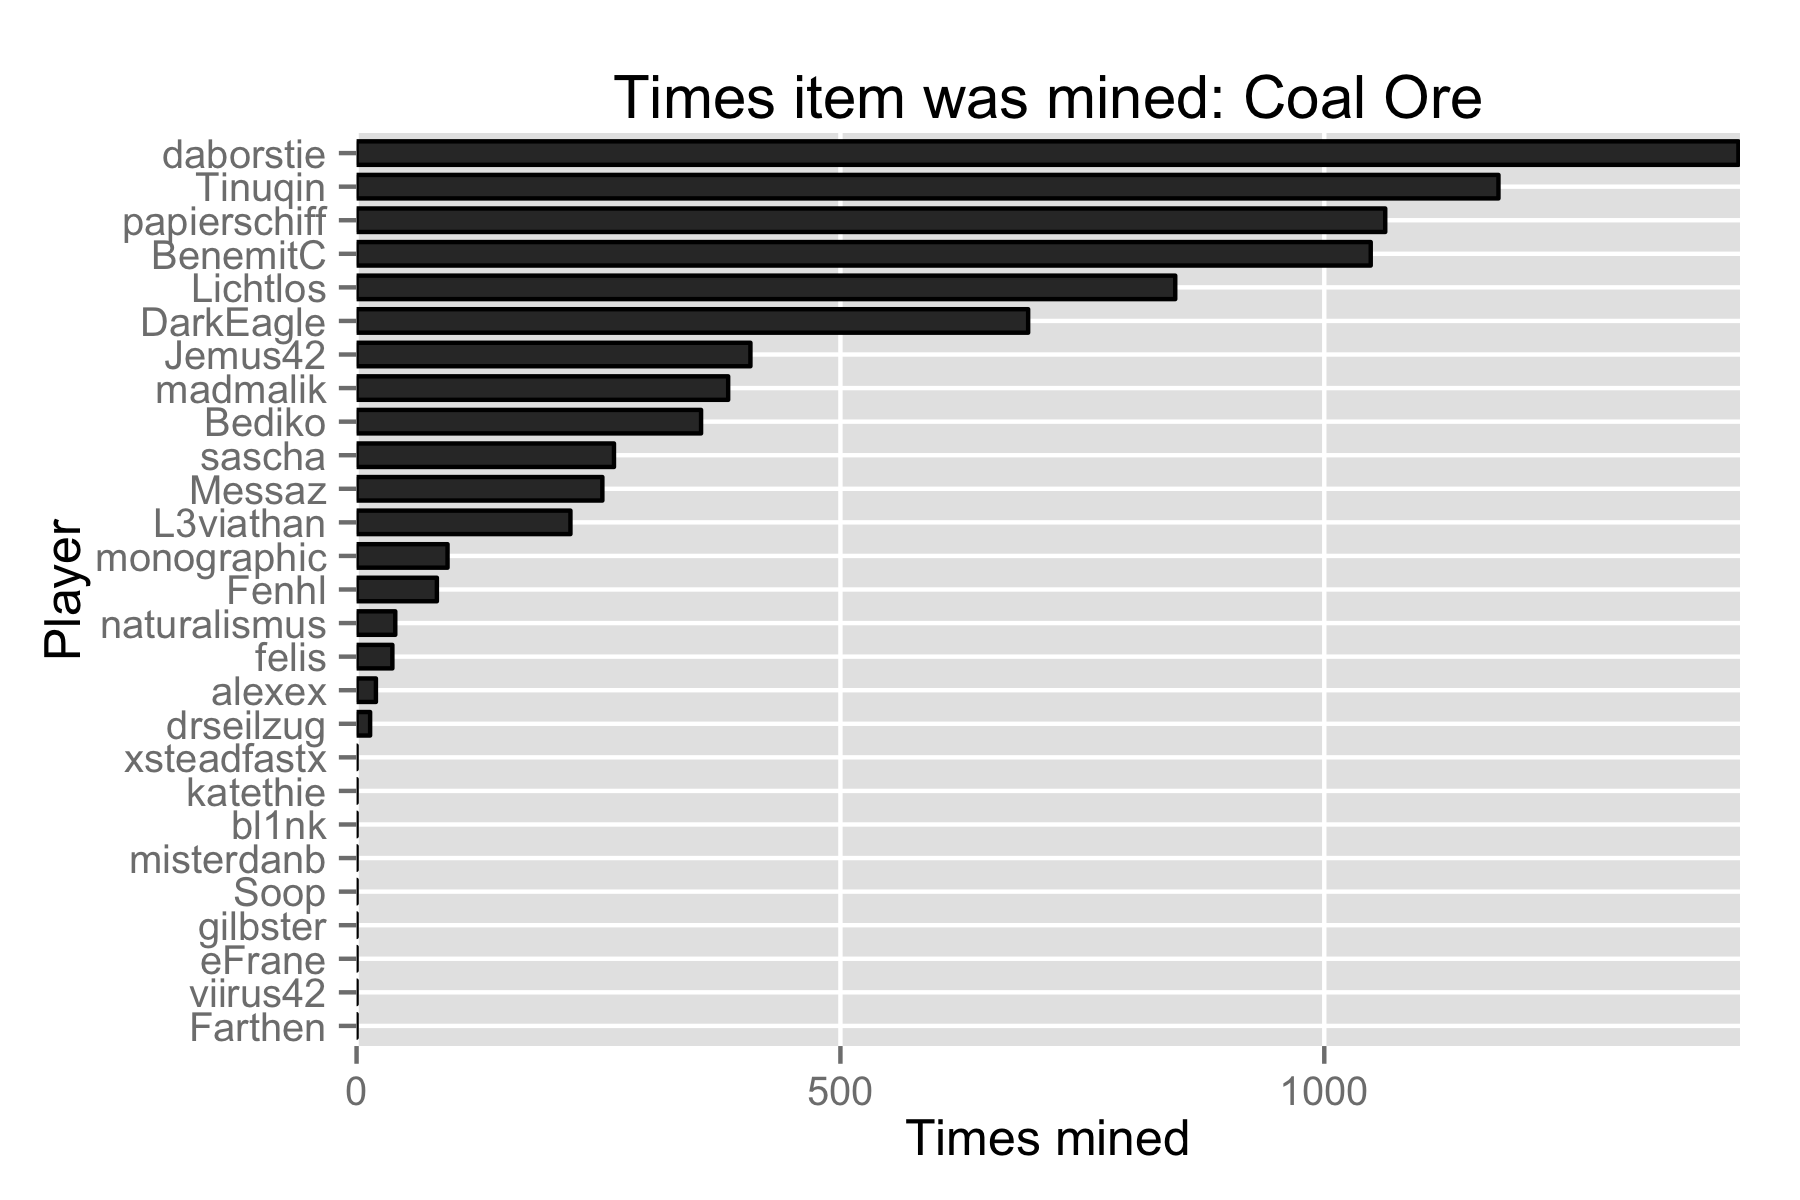 Times item was mined: Coal Ore
daborstie
Tinuqin
papierschiff
BenemitC
Lichtlos
DarkEagle
Jemus42
madmalik
Bediko
sascha
Messaz
L3viathan
monographic
Fenhl
naturalismus
felis
alexex
drseilzug
xsteadfastx
katethie
bl1nk
misterdanb
Soop
gilbster
eFrane
viirus42
Farthen
Player
0 500 1000
Times mined